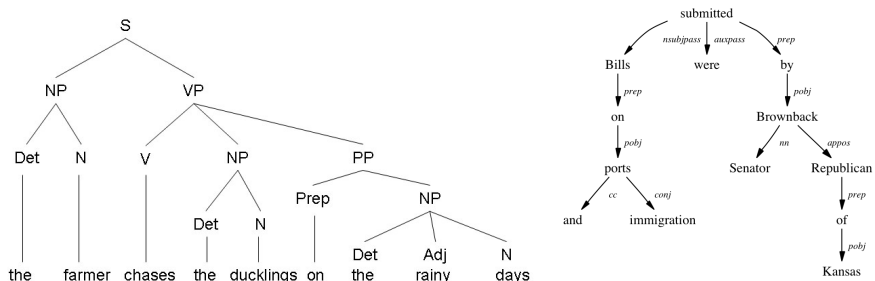 S
NP VP
Det N V NP PP
Det N Prep NP
Det Adj N
the farmer chases the ducklings on the rainy days
submitted
nsubjpass auxpass prep
Bills were by
prep pobj
on Brownback
pobj nn appos
ports Senator Republican
cc conj prep
and immigration of
pobj
Kansas